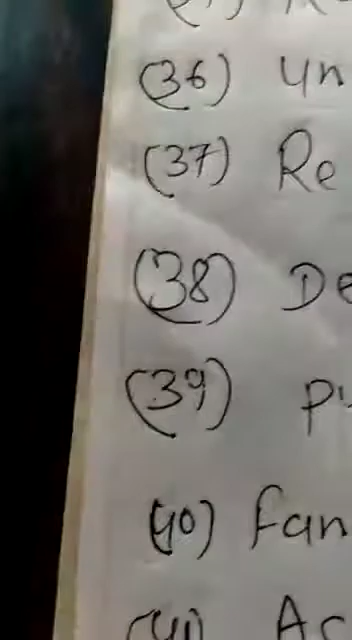 (36) un
(37) Re
(38) De
(39) P
(40) Fan
(41) Ac